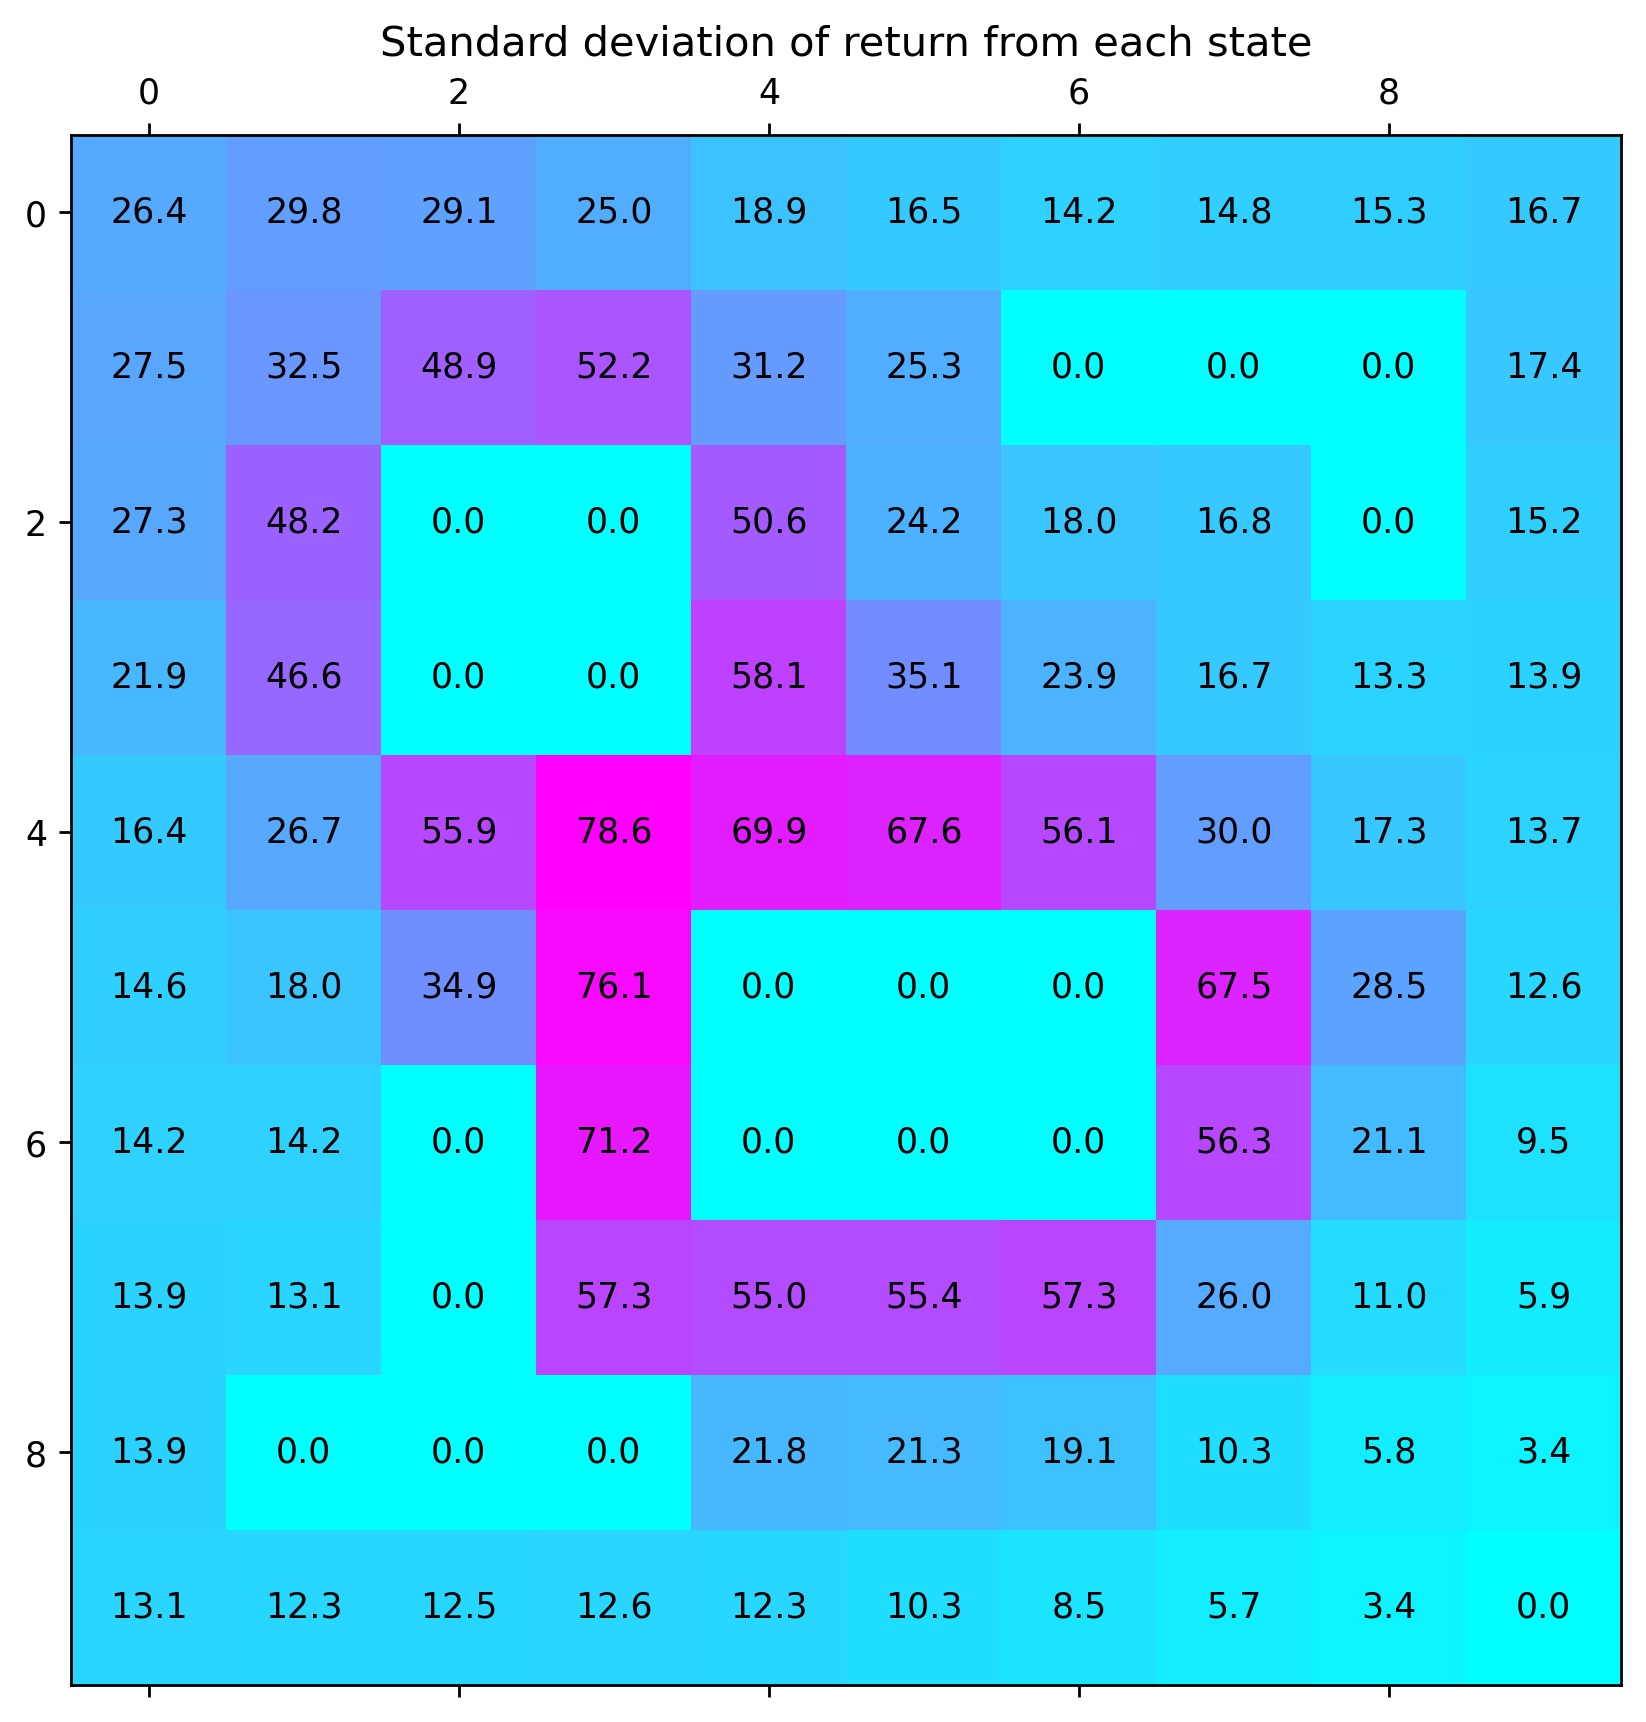 Standard deviation of return from each state
0 2 4 6 8
0 26.4 29.8 29.1 25.0 18.9 16.5 14.2 14.8 15.3 16.7
27.5 32.5 48.9 52.2 31.2 25.3 0.0 0.0 0.0 17.4
2 27.3 48.2 0.0 0.0 50.6 24.2 18.0 16.8 0.0 15.2
21.9 46.6 0.0 0.0 58.1 35.1 23.9 16.7 13.3 13.9
4 16.4 26.7 55.9 78.6 69.9 67.6 56.1 30.0 17.3 13.7
14.6 18.0 34.9 76.1 0.0 0.0 0.0 67.5 28.5 12.6
6 14.2 14.2 0.0 71.2 0.0 0.0 0.0 56.3 21.1 9.5
13.9 13.1 0.0 57.3 55.0 55.4 57.3 26.0 11.0 5.9
8 13.9 0.0 0.0 0.0 21.8 21.3 19.1 10.3 5.8 3.4
13.1 12.3 12.5 12.6 12.3 10.3 8.5 5.7 3.4 0.0